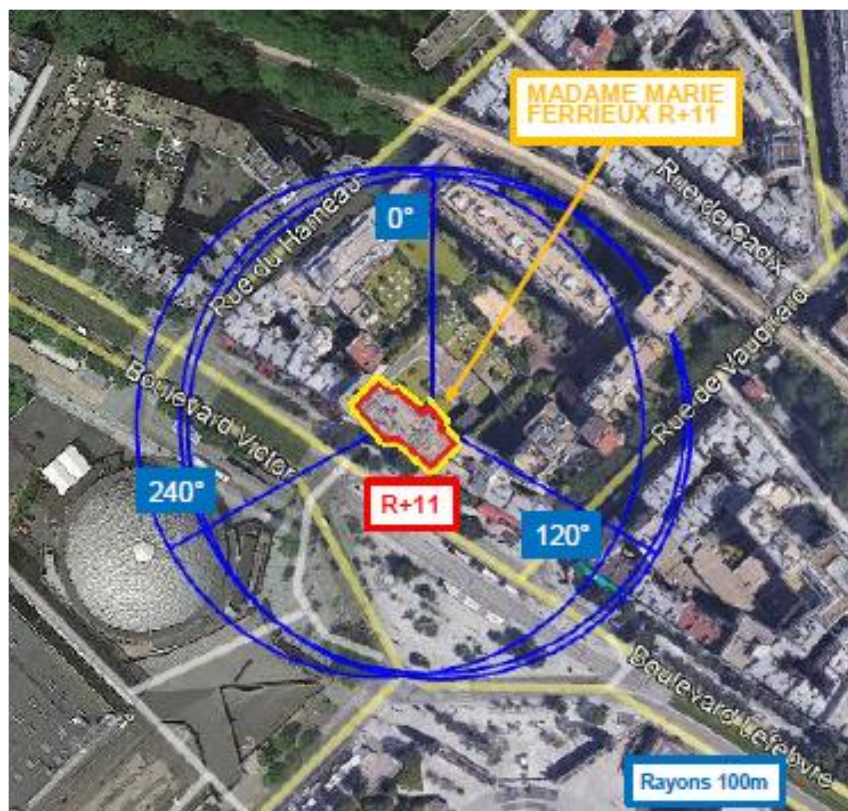 MADAME MARIE
FERRIEUX R+11
Rue de Cadix
0°
Rue du Hameau
Rue de Vaugirard
Boulevard Victor
240°
R+11
120°
Boulevard Lefebvre
Rayons 100m